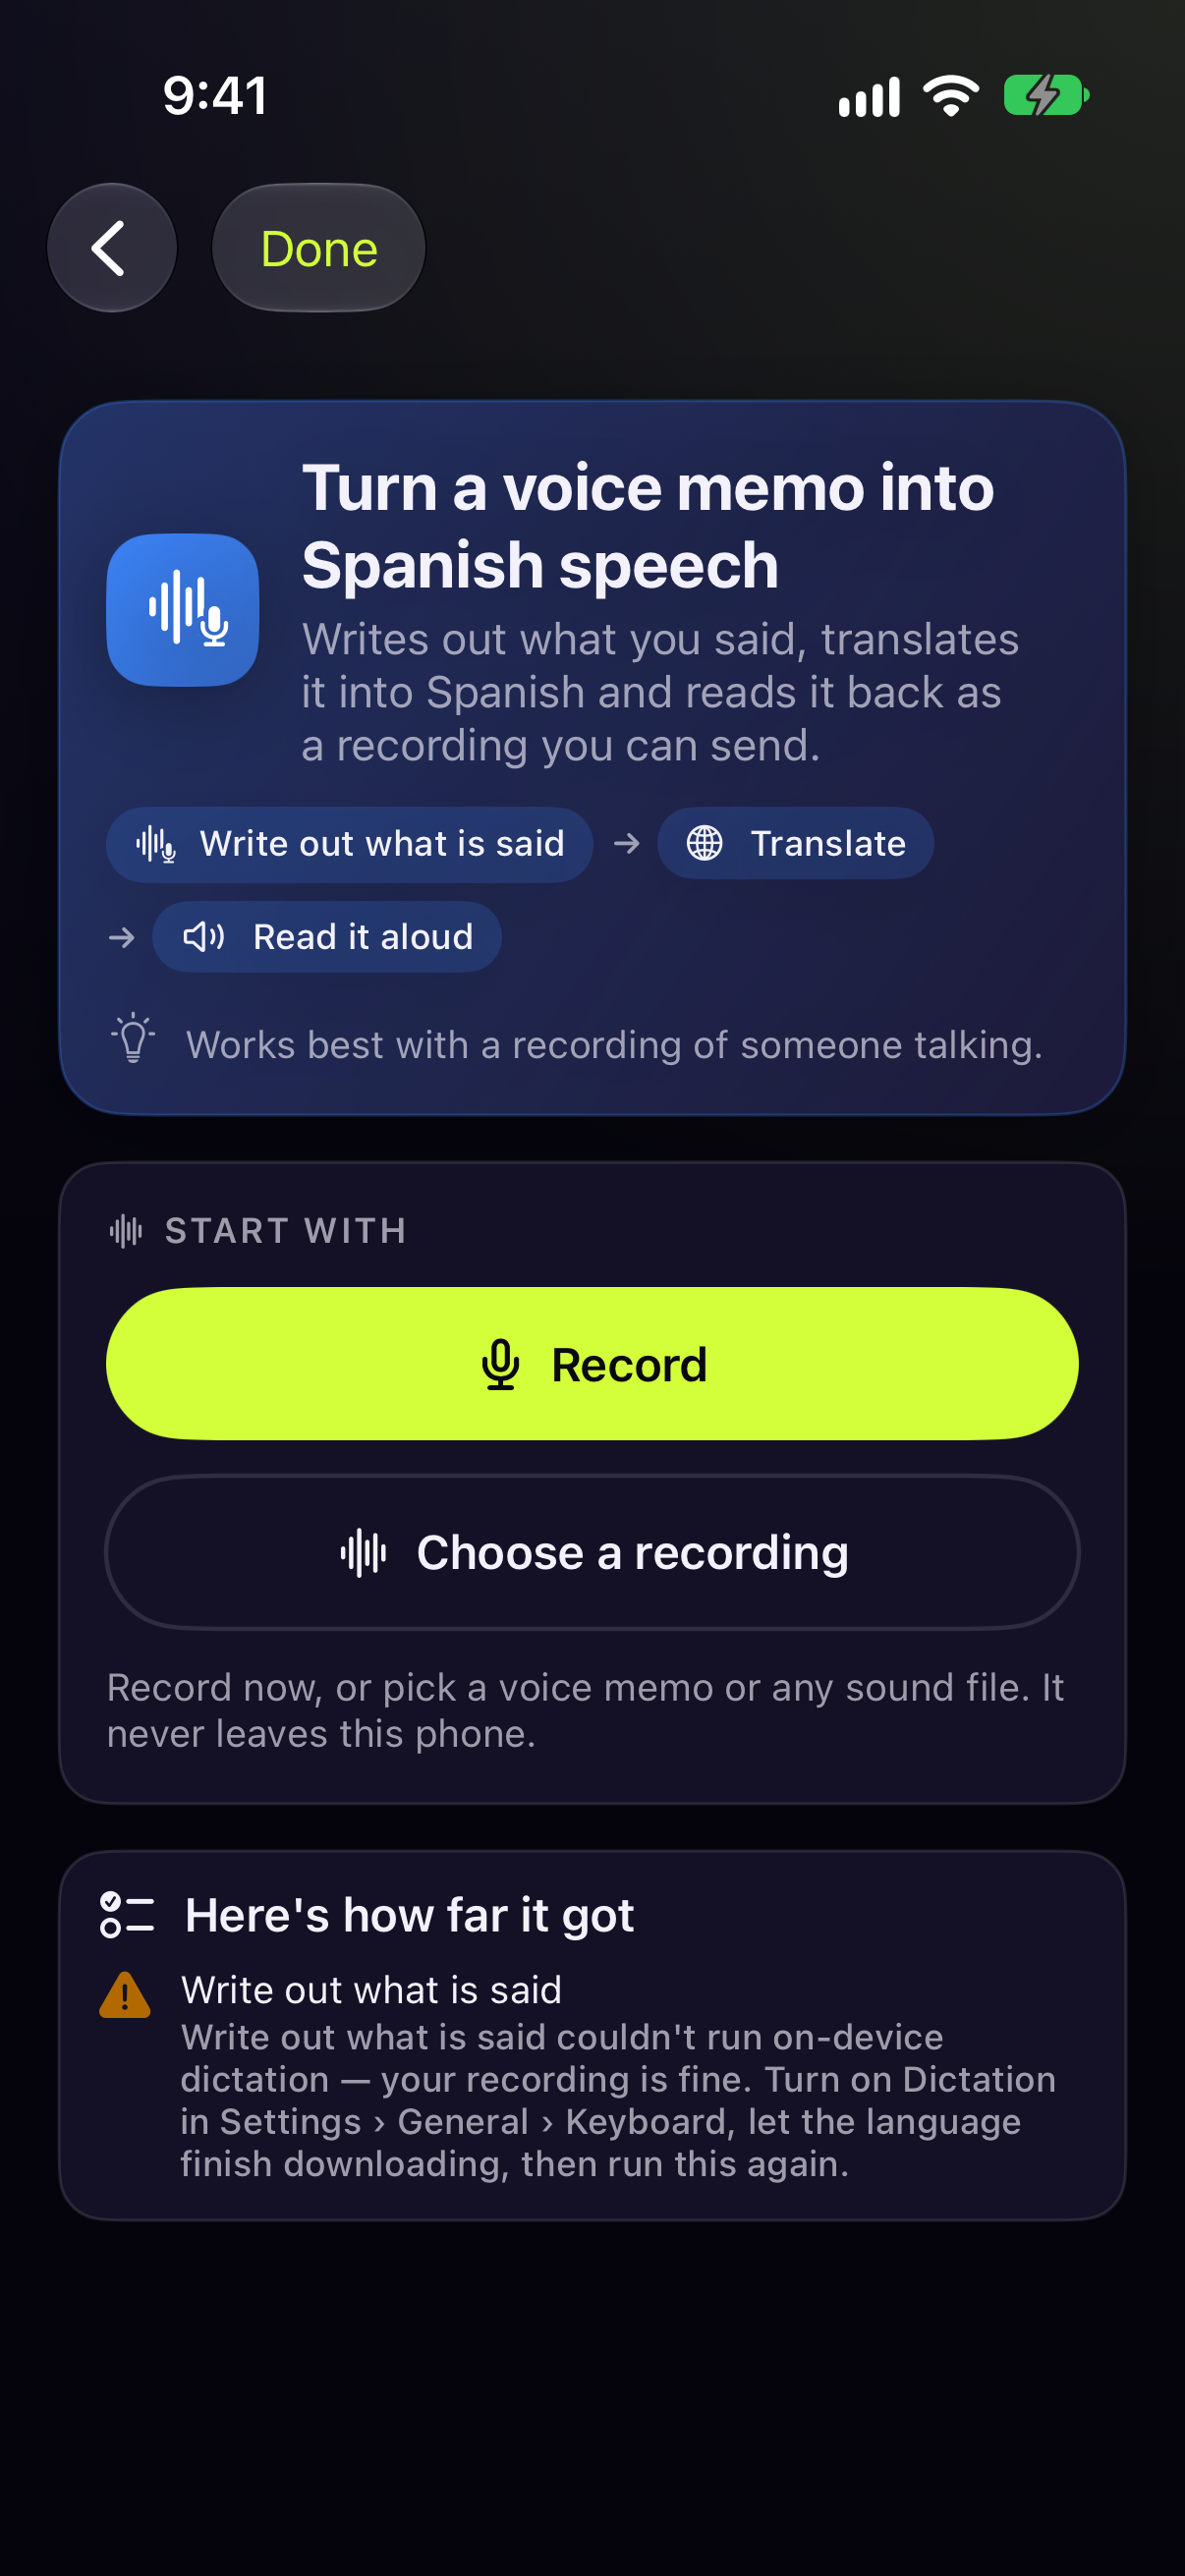 9:41
Done
Turn a voice memo into
Spanish speech
Writes out what you said, translates
it into Spanish and reads it back as
a recording you can send.
Write out what is said → Translate
→ Read it aloud
Works best with a recording of someone talking.
START WITH
Record
Choose a recording
Record now, or pick a voice memo or any sound file. It
never leaves this phone.
Here's how far it got
Write out what is said
Write out what is said couldn't run on-device
dictation — your recording is fine. Turn on Dictation
in Settings › General › Keyboard, let the language
finish downloading, then run this again.